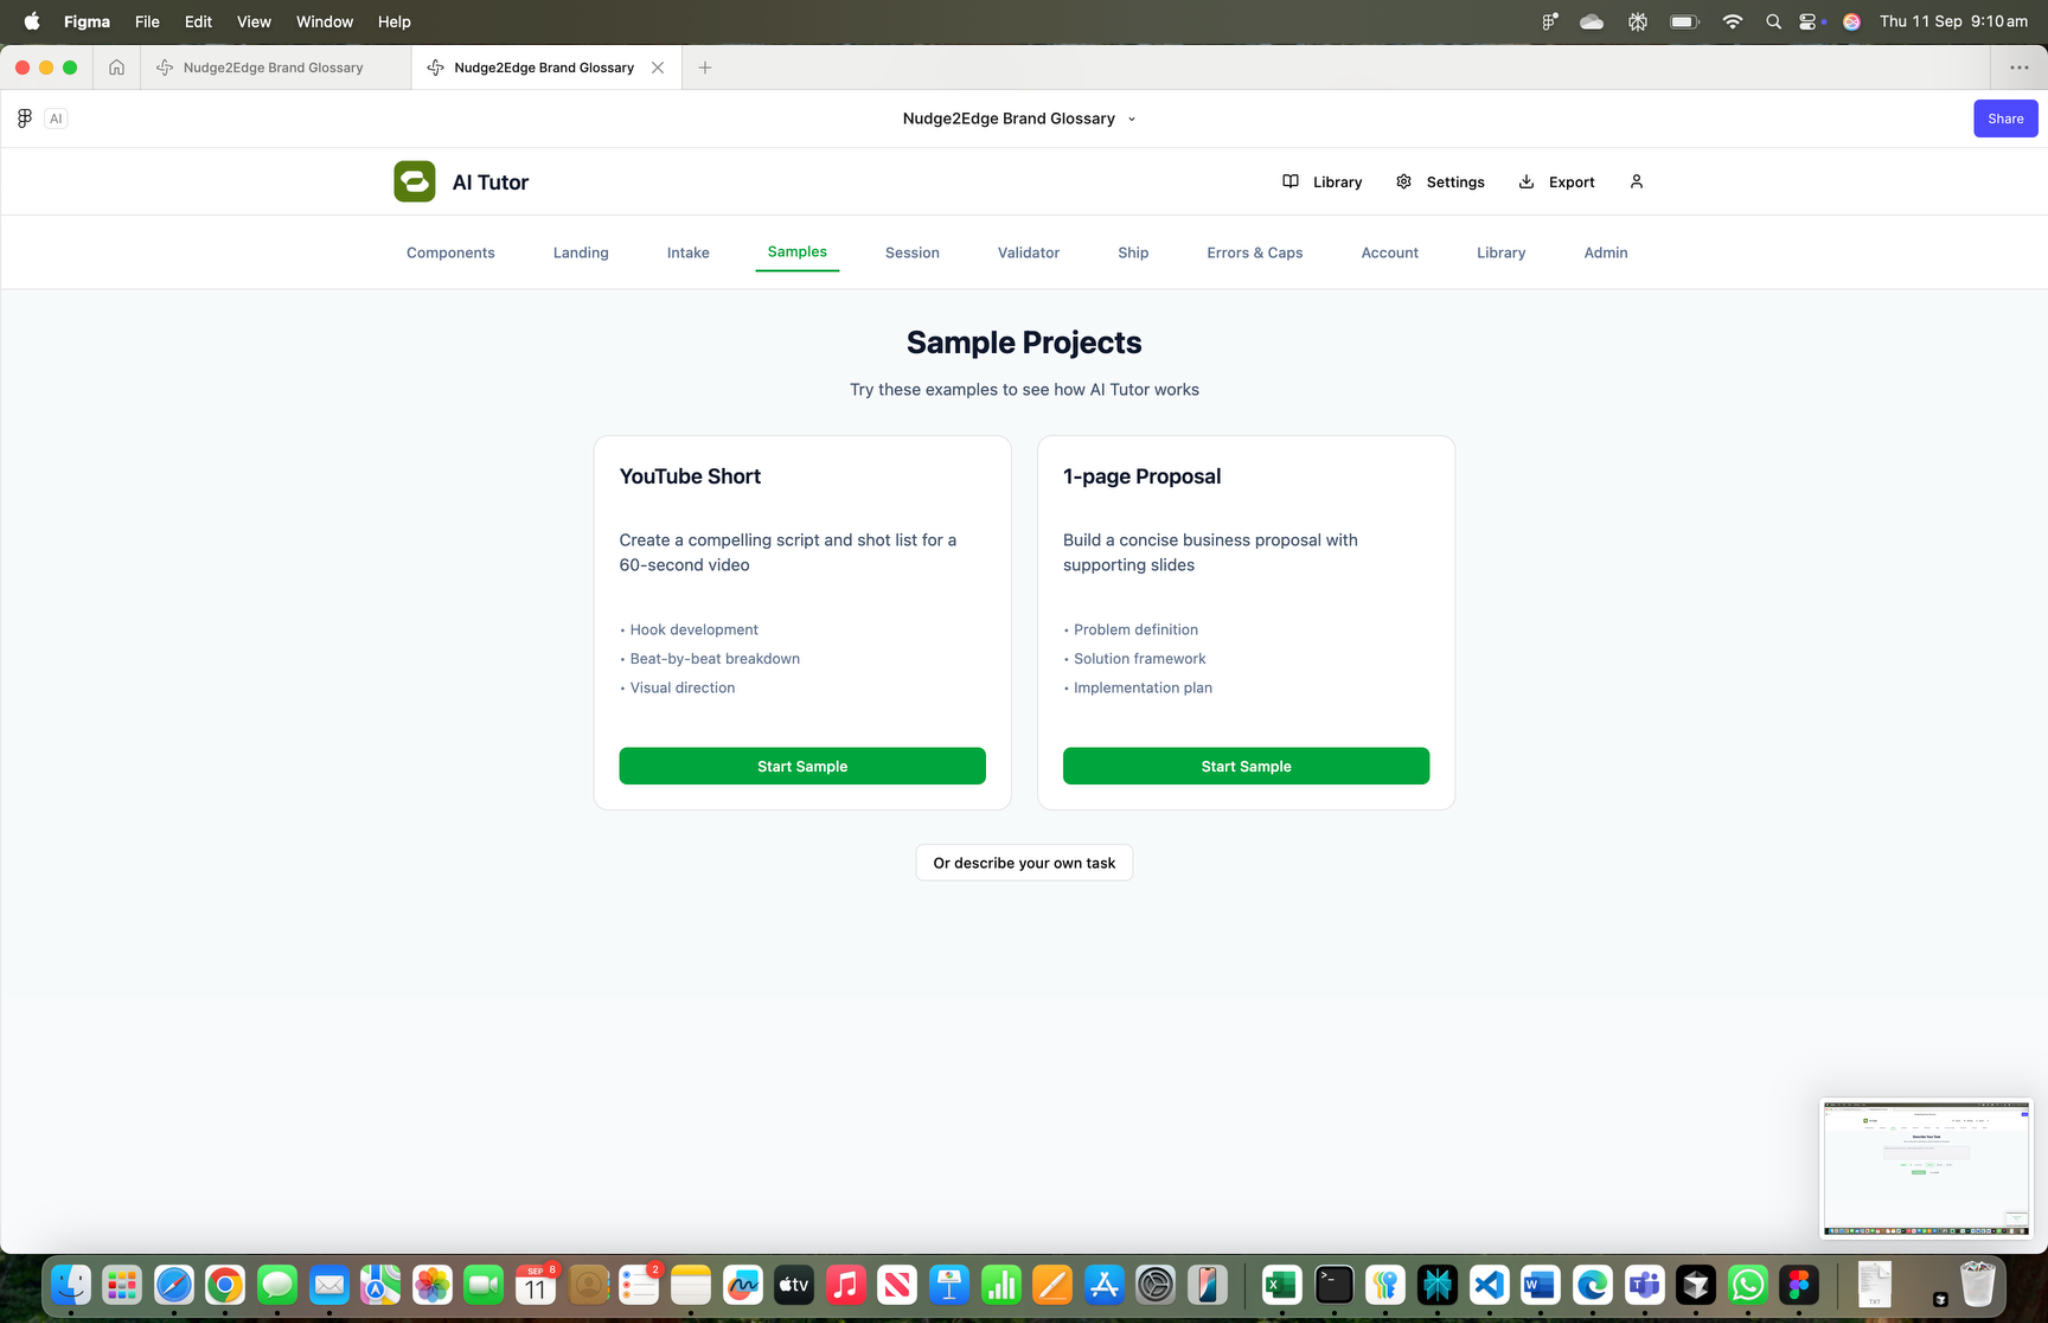 Figma File Edit View Window Help Thu 11 Sep 9:10 am
Nudge2Edge Brand Glossary Nudge2Edge Brand Glossary
AI Nudge2Edge Brand Glossary Share
AI Tutor Library Settings Export
Components Landing Intake Samples Session Validator Ship Errors & Caps Account Library Admin
Sample Projects
Try these examples to see how AI Tutor works
YouTube Short
Create a compelling script and shot list for a
60-second video
• Hook development
• Beat-by-beat breakdown
• Visual direction
Start Sample
1-page Proposal
Build a concise business proposal with
supporting slides
• Problem definition
• Solution framework
• Implementation plan
Start Sample
Or describe your own task
Describe Your Task
SEP 8
11
2
tv
TXT